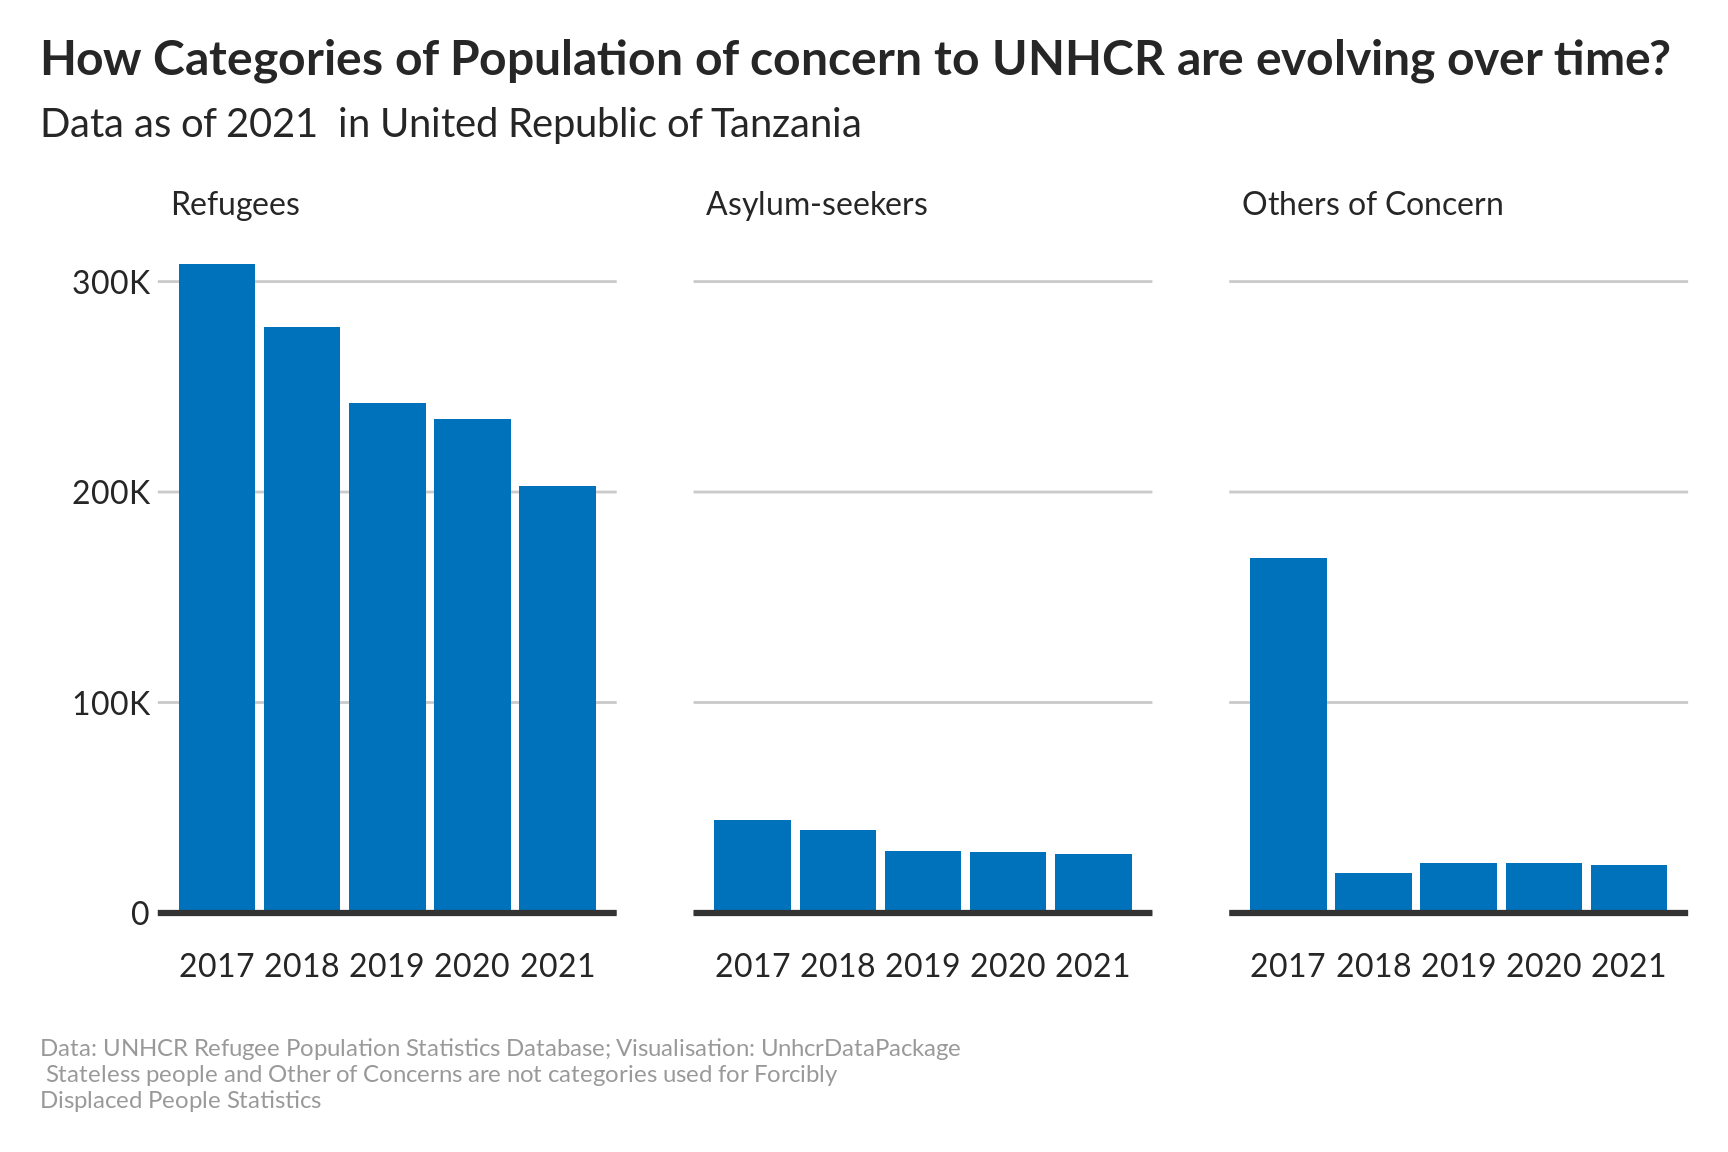 How Categories of Population of concern to UNHCR are evolving over time?
Data as of 2021  in United Republic of Tanzania
Refugees
Asylum-seekers
Others of Concern
300K
200K
100K
0
2017 2018 2019 2020 2021
2017 2018 2019 2020 2021
2017 2018 2019 2020 2021
Data: UNHCR Refugee Population Statistics Database; Visualisation: UnhcrDataPackage
Stateless people and Other of Concerns are not categories used for Forcibly
Displaced People Statistics